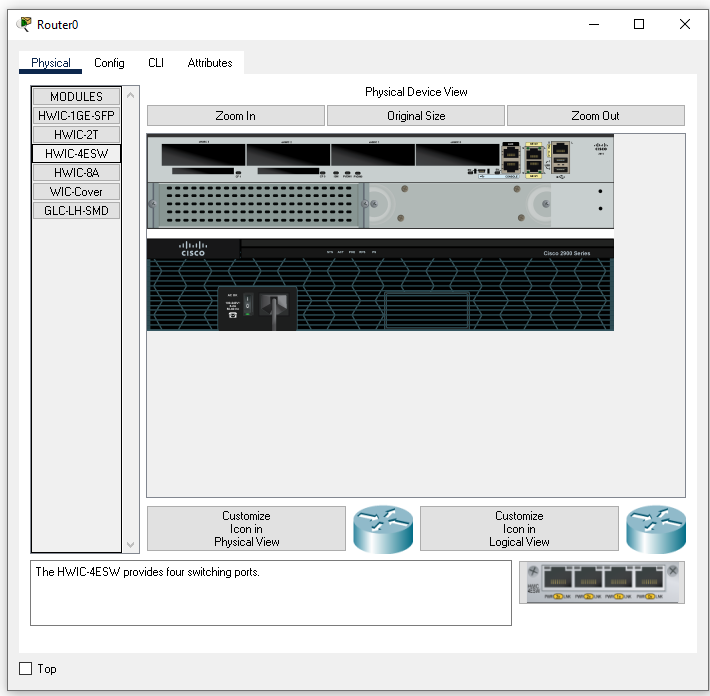 Router0
Physical Config CLI Attributes
MODULES
HWIC-1GE-SFP
HWIC-2T
HWIC-4ESW
HWIC-8A
WIC-Cover
GLC-LH-SMD
Physical Device View
Zoom In Original Size Zoom Out
CISCO
Cisco 2900 Series
Customize
Icon in
Physical View
Customize
Icon in
Logical View
The HWIC-4ESW provides four switching ports.
Top